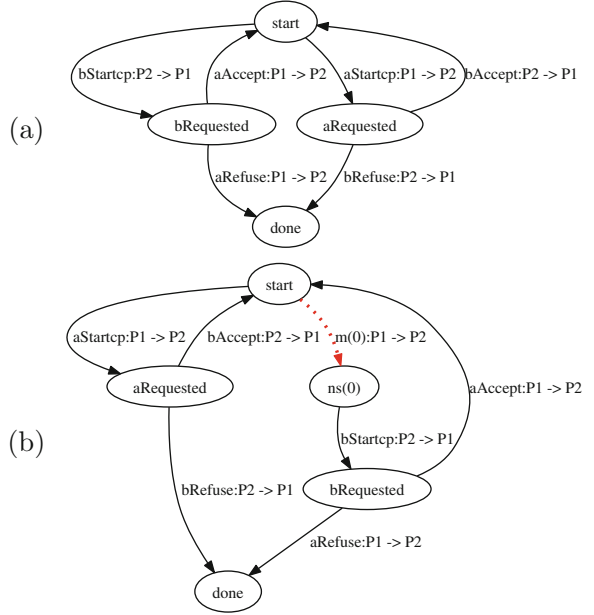 start
bStartcp:P2 -> P1
aAccept:P1 -> P2
aStartcp:P1 -> P2
bAccept:P2 -> P1
(a)
bRequested
aRequested
aRefuse:P1 -> P2
bRefuse:P2 -> P1
done
start
aStartcp:P1 -> P2
bAccept:P2 -> P1
m(0):P1 -> P2
aRequested
ns(0)
aAccept:P1 -> P2
(b)
bStartcp:P2 -> P1
bRefuse:P2 -> P1
bRequested
aRefuse:P1 -> P2
done